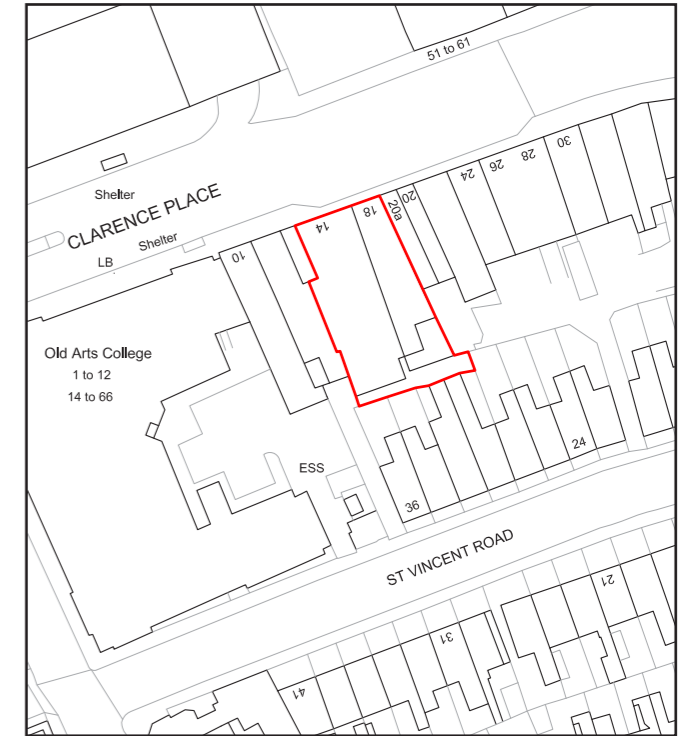 51 to 61
Shelter
CLARENCE PLACE
Shelter
LB
10
14
18
20a
20
24
26
28
30
Old Arts College
1 to 12
14 to 66
ESS
36
24
ST VINCENT ROAD
21
31
41